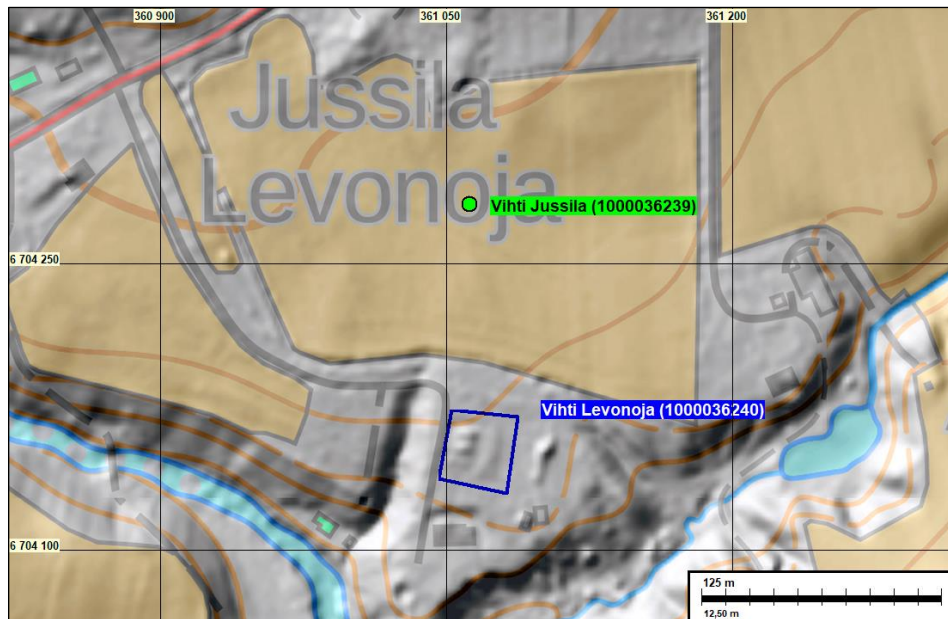 360 900
361 050
361 200
Jussila
Levonoja
Vihti Jussila (1000036239)
6 704 250
Vihti Levonoja (1000036240)
6 704 100
125 m
12,50 m